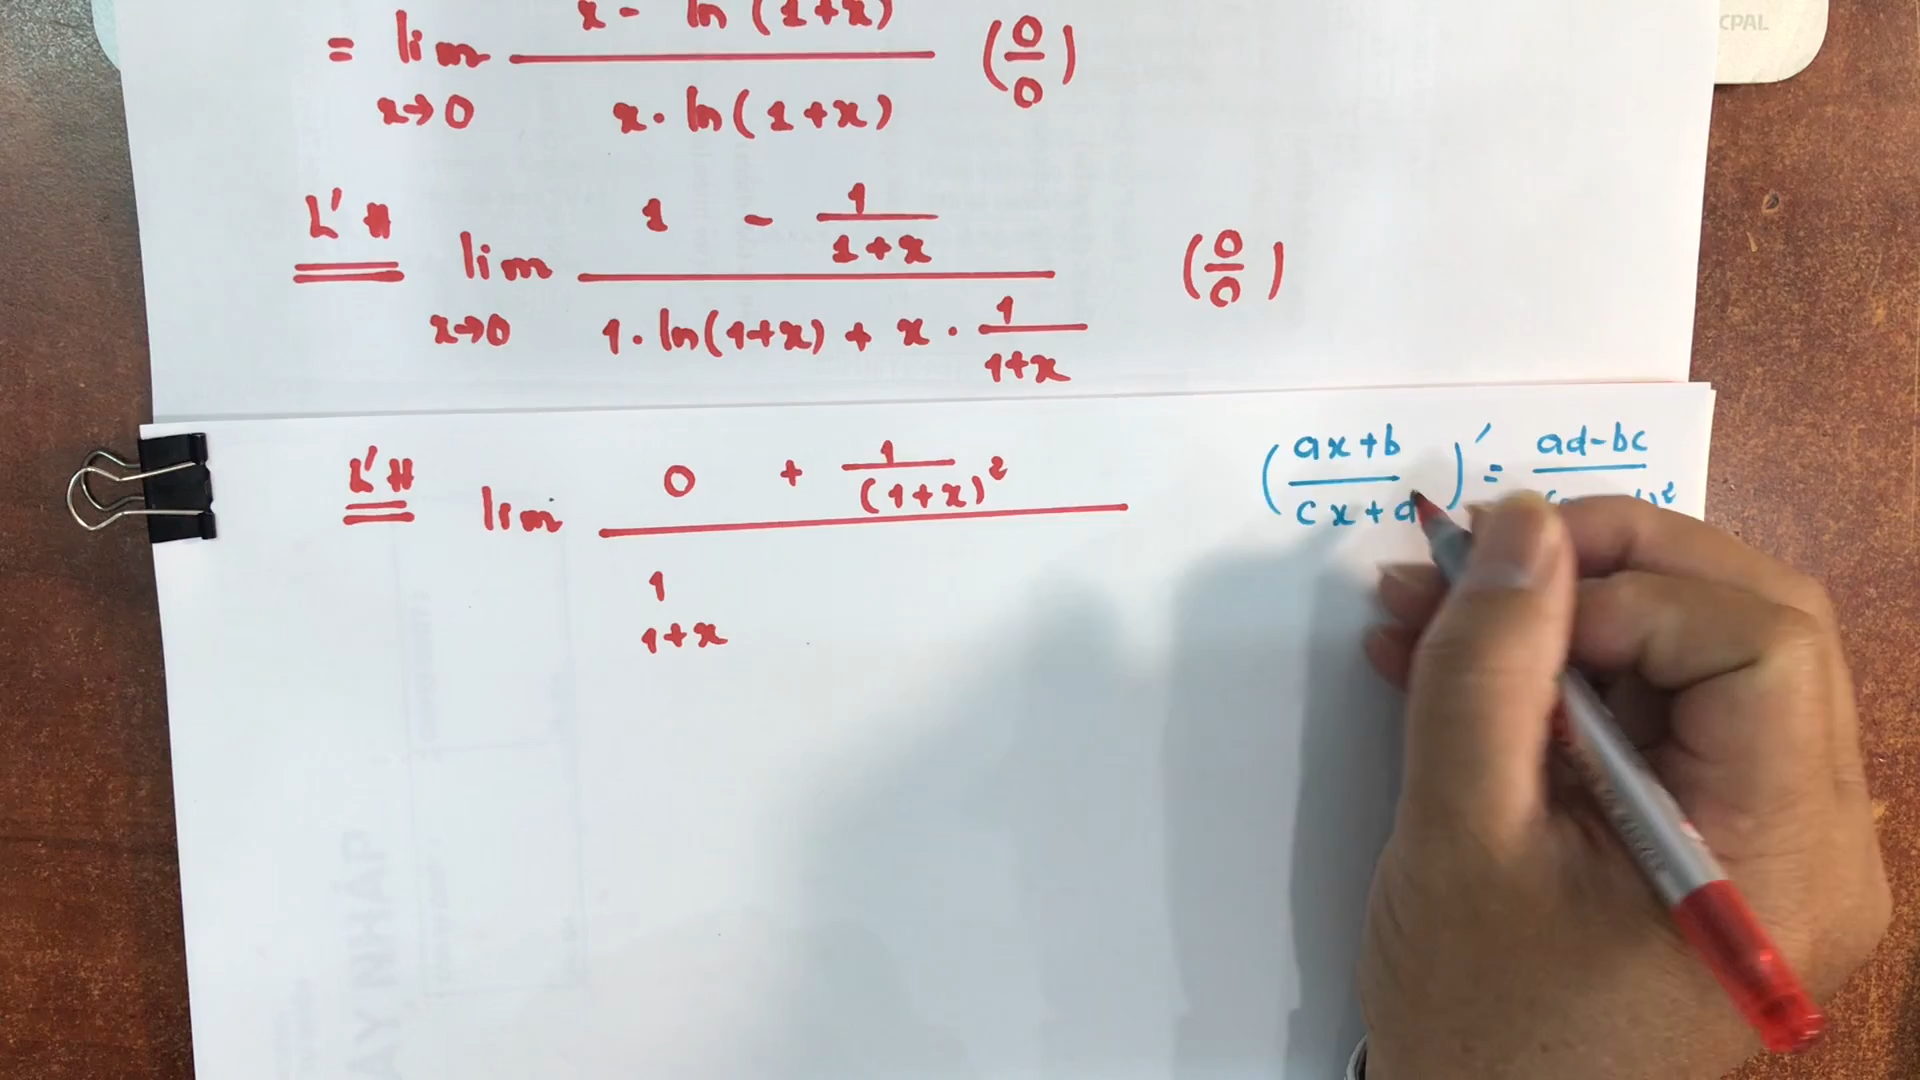 CPAL
x - ln(1+x)
= lim ———— (0/0)
x→0 x·ln(1+x)
1 - 1/(1+x)
L'H lim ———— (0/0)
x→0 1·ln(1+x) + x·1/(1+x)
0 + 1/(1+x)²
L'H lim ————
1
1+x
((ax+b)/(cx+d))' = ad-bc